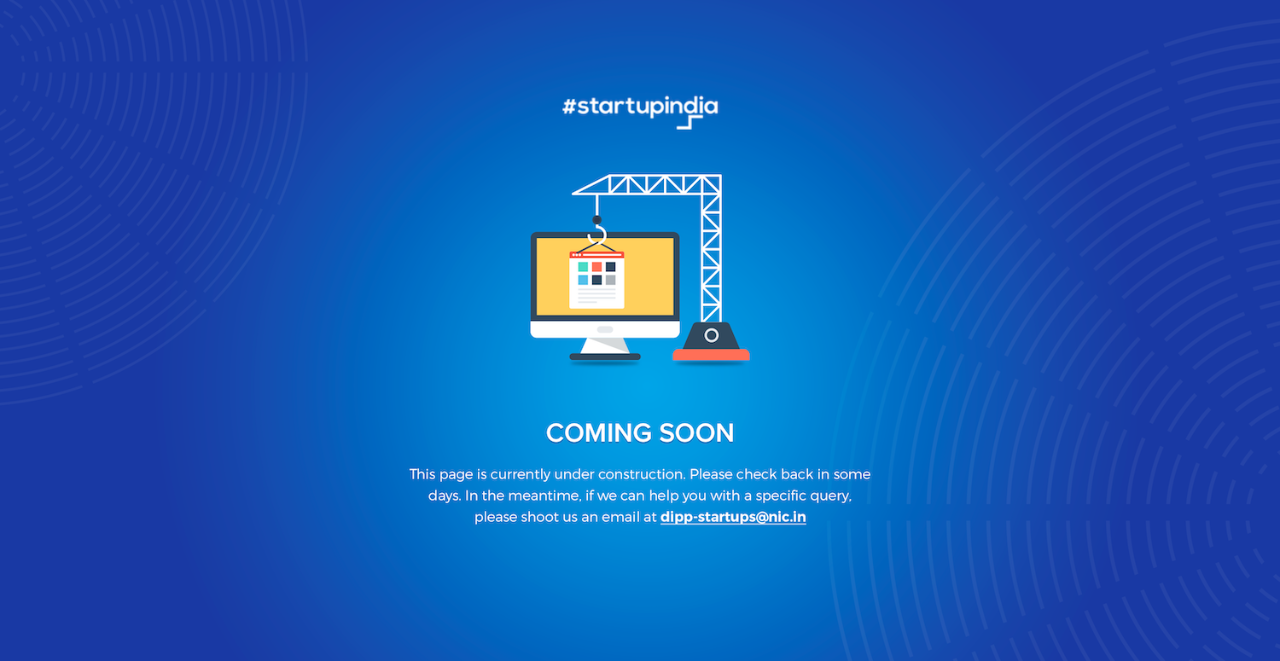 #startupindia
COMING SOON
This page is currently under construction. Please check back in some
days. In the meantime, if we can help you with a specific query,
please shoot us an email at dipp-startups@nic.in